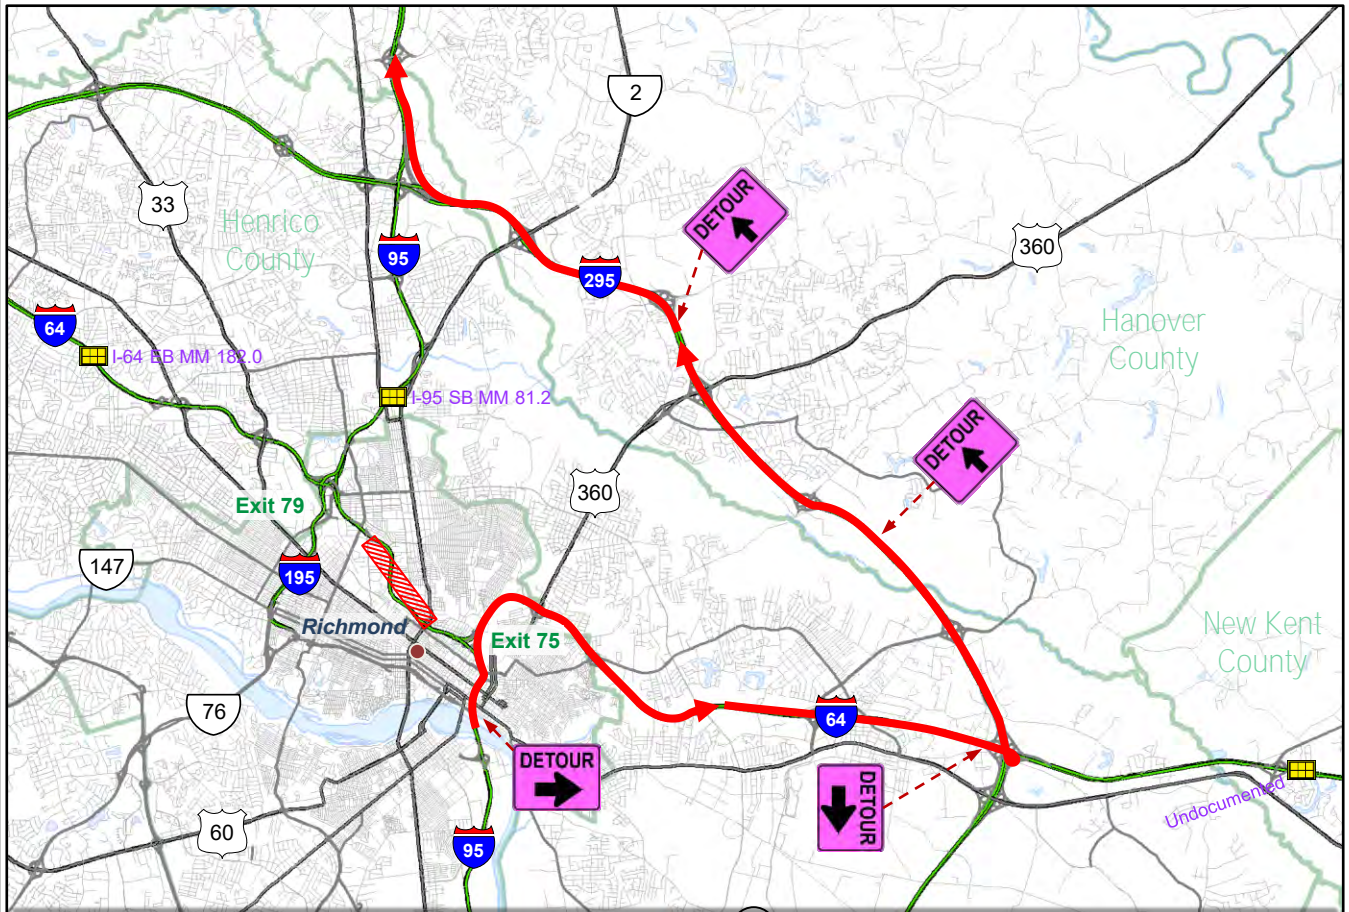 2
33
Henrico
County
95
DETOUR
360
295
64
I-64 EB MM 182.0
Hanover
County
I-95 SB MM 81.2
DETOUR
360
Exit 79
147
195
Richmond
Exit 75
New Kent
County
76
64
DETOUR
DETOUR
Undocumented
60
95